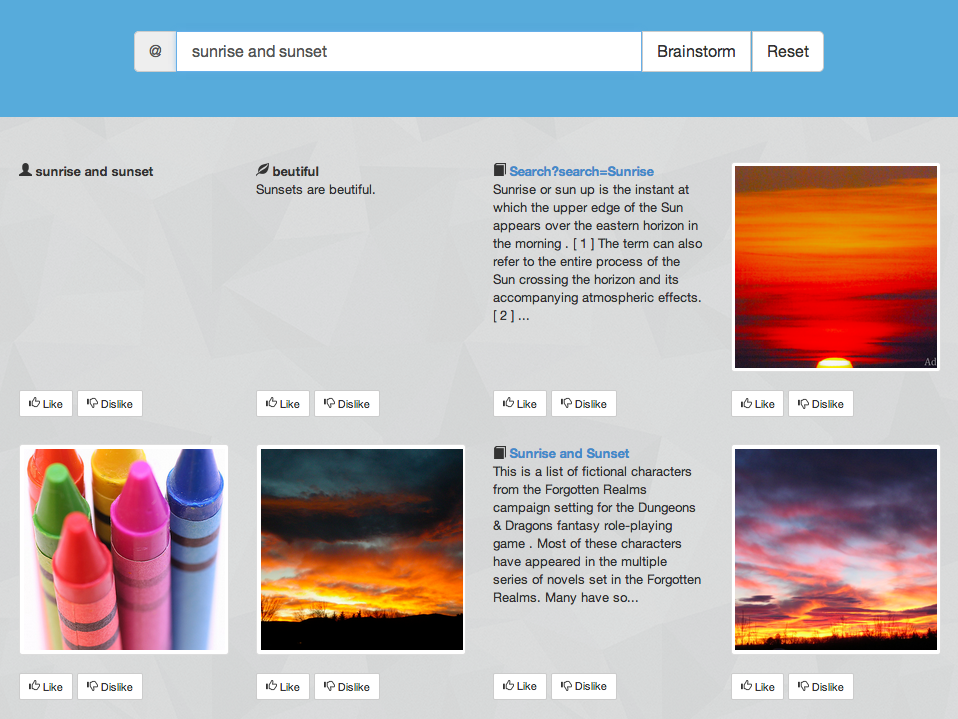 @ sunrise and sunset Brainstorm Reset
sunrise and sunset
beutiful
Sunsets are beutiful.
Search?search=Sunrise
Sunrise or sun up is the instant at
which the upper edge of the Sun
appears over the eastern horizon in
the morning . [ 1 ] The term can also
refer to the entire process of the
Sun crossing the horizon and its
accompanying atmospheric effects.
[ 2 ] ...
Ad
Like Dislike
Like Dislike
Like Dislike
Like Dislike
Sunrise and Sunset
This is a list of fictional characters
from the Forgotten Realms
campaign setting for the Dungeons
& Dragons fantasy role-playing
game . Most of these characters
have appeared in the multiple
series of novels set in the Forgotten
Realms. Many have so...
Like Dislike
Like Dislike
Like Dislike
Like Dislike